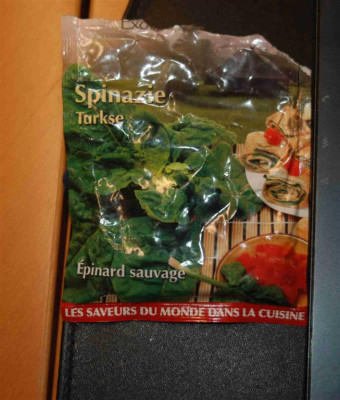 Spinazie
Turkse
Épinard sauvage
LES SAVEURS DU MONDE DANS LA CUISINE